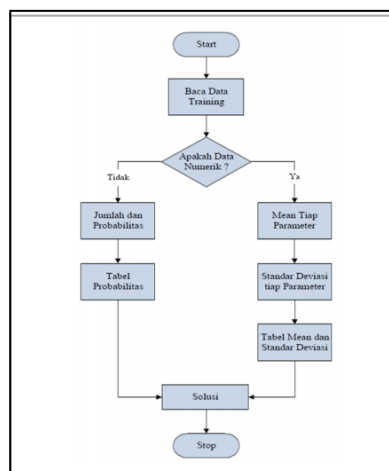 Start
Baca Data
Training
Apakah Data
Numerik ?
Tidak
Ya
Jumlah dan
Probabilitas
Mean Tiap
Parameter
Tabel
Probabilitas
Standar Deviasi
tiap Parameter
Tabel Mean dan
Standar Deviasi
Solusi
Stop